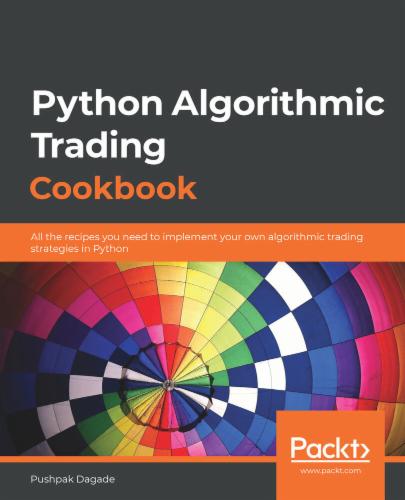 Python Algorithmic
Trading
Cookbook
All the recipes you need to implement your own algorithmic trading
strategies in Python
Packt>
www.packt.com
Pushpak Dagade